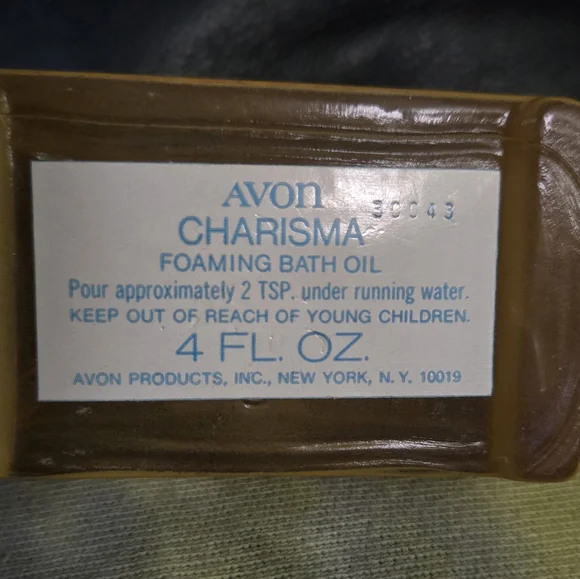 AVON
30043
CHARISMA
FOAMING BATH OIL
Pour approximately 2 TSP. under running water.
KEEP OUT OF REACH OF YOUNG CHILDREN.
4 FL. OZ.
AVON PRODUCTS, INC., NEW YORK, N. Y. 10019